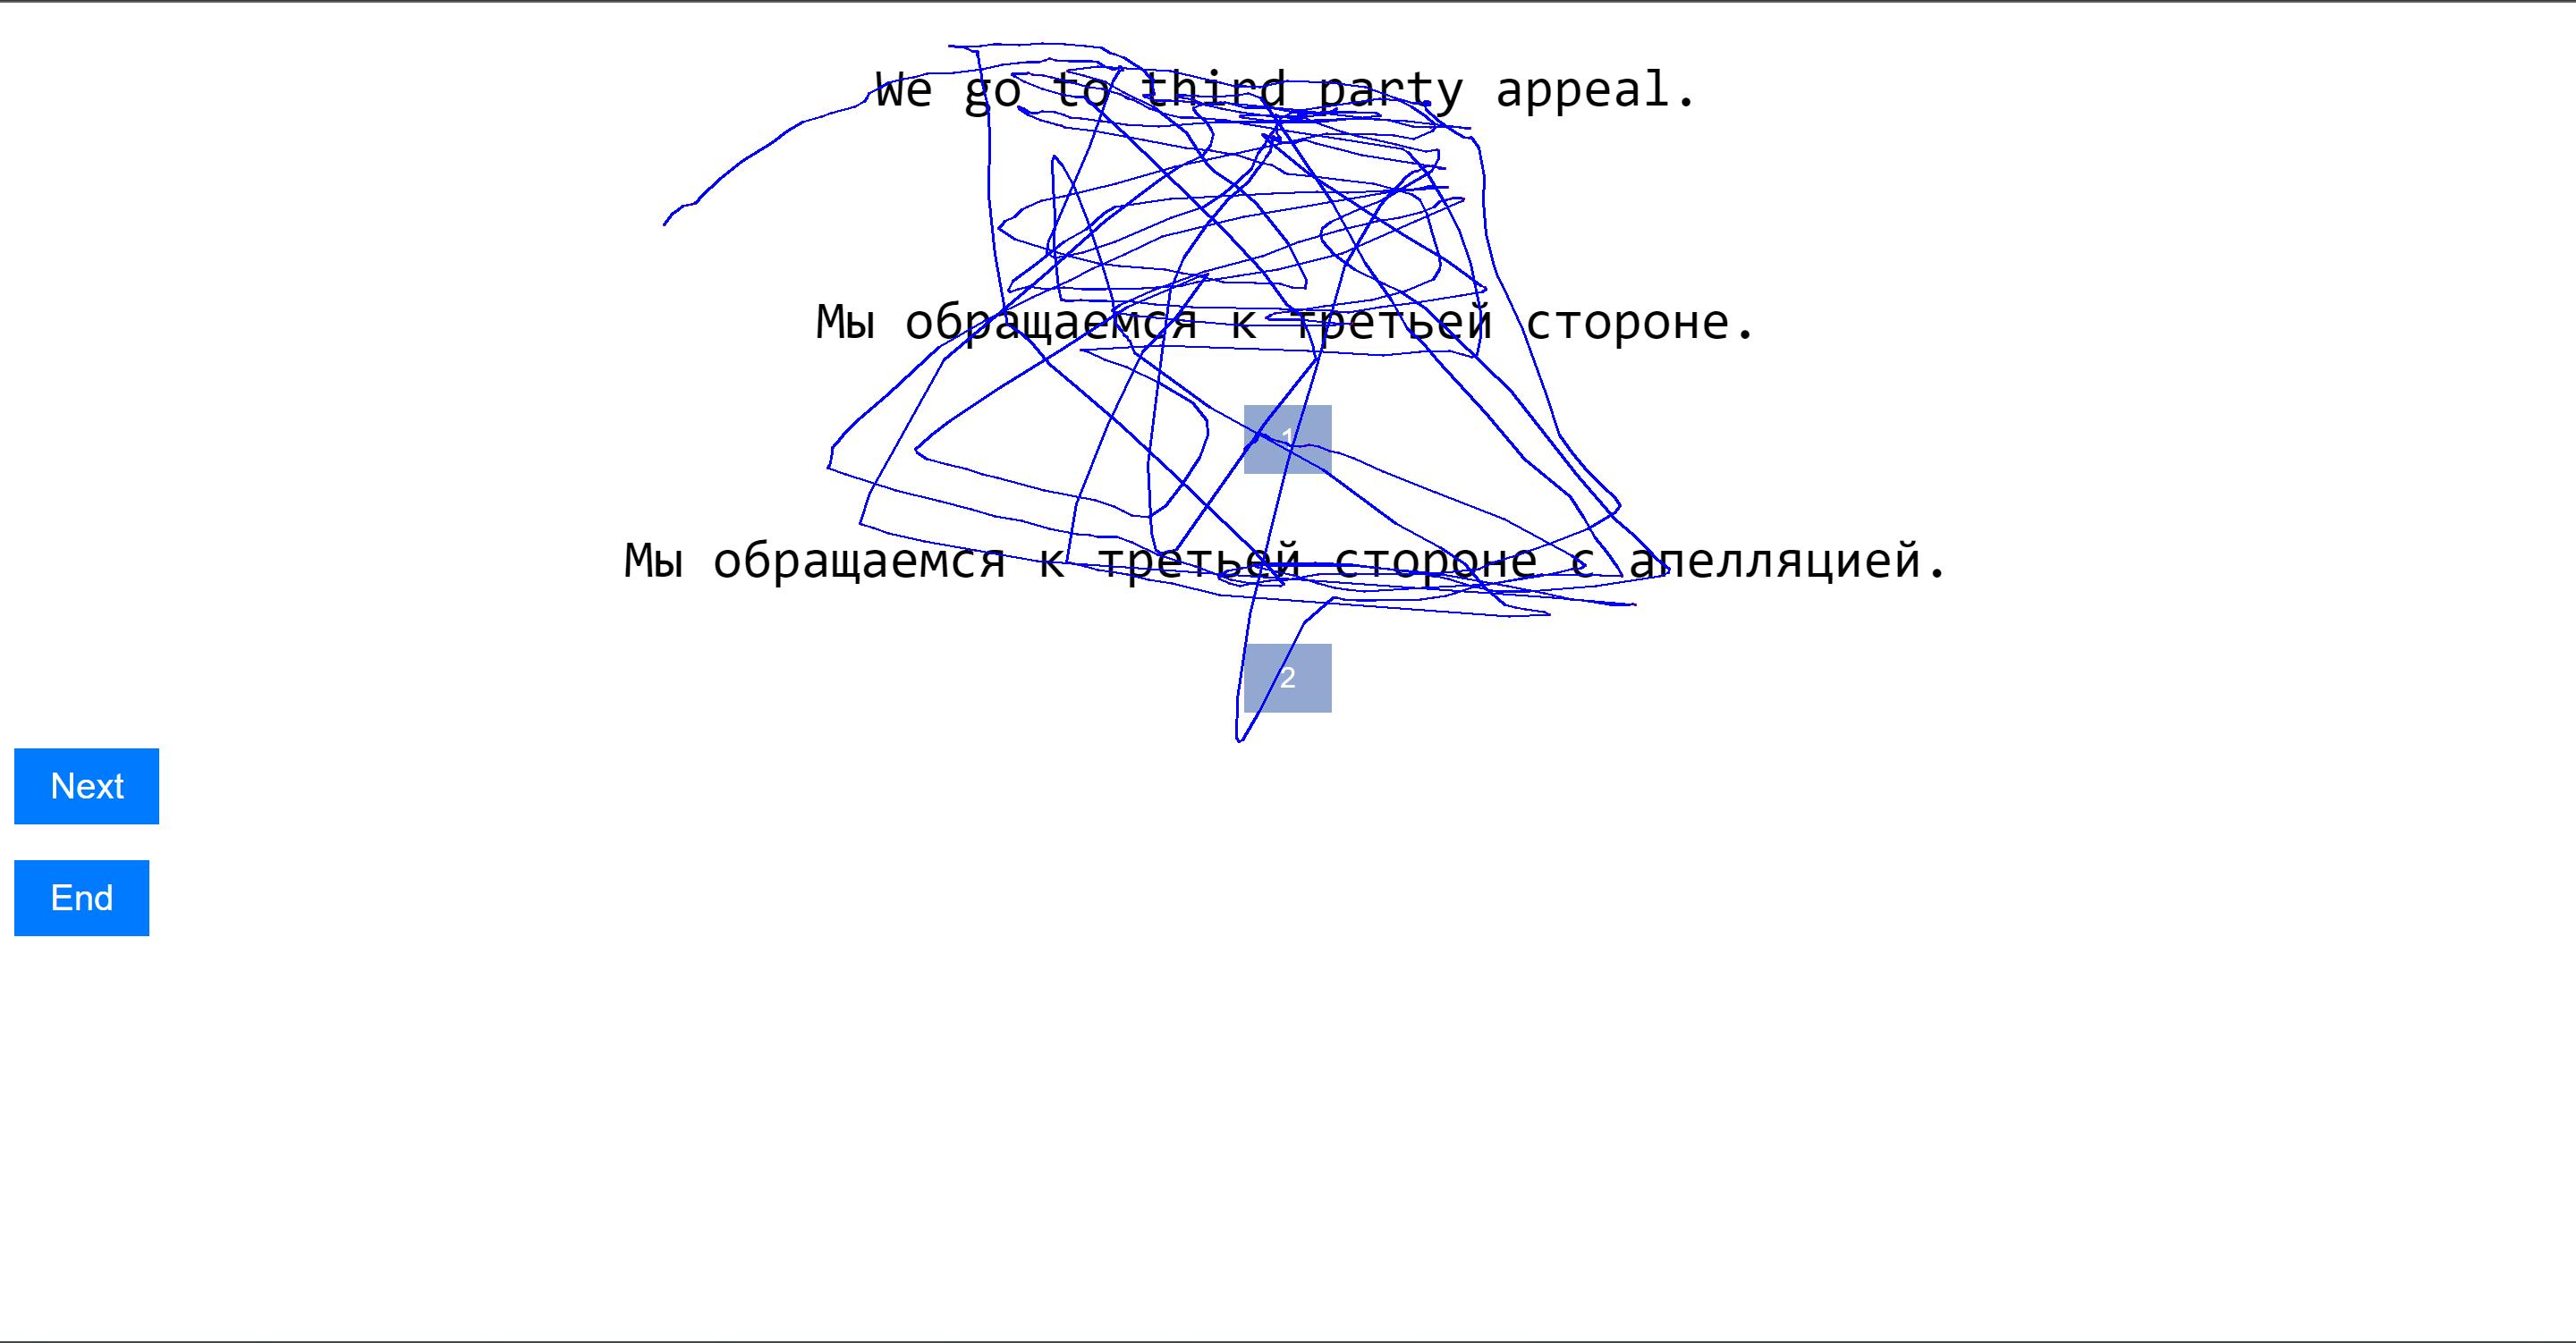 We go to third party appeal.
Мы обращаемся к третьей стороне.
1
Мы обращаемся к третьей стороне с апелляцией.
2
Next
End